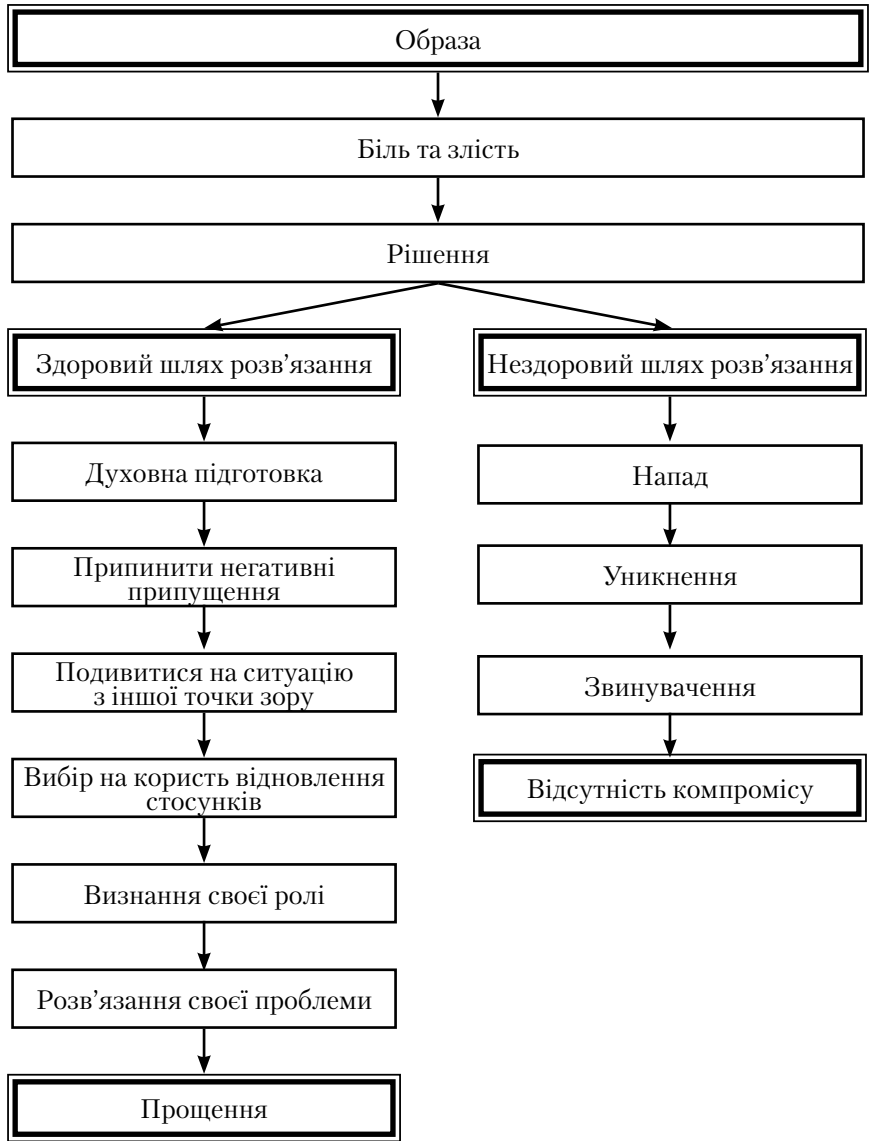 Образа
Біль та злість
Рішення
Здоровий шлях розв’язання
Духовна підготовка
Припинити негативні
припущення
Подивитися на ситуацію
з іншої точки зору
Вибір на користь відновлення
стосунків
Визнання своєї ролі
Розв’язання своєї проблеми
Прощення
Нездоровий шлях розв’язання
Напад
Уникнення
Звинувачення
Відсутність компромісу